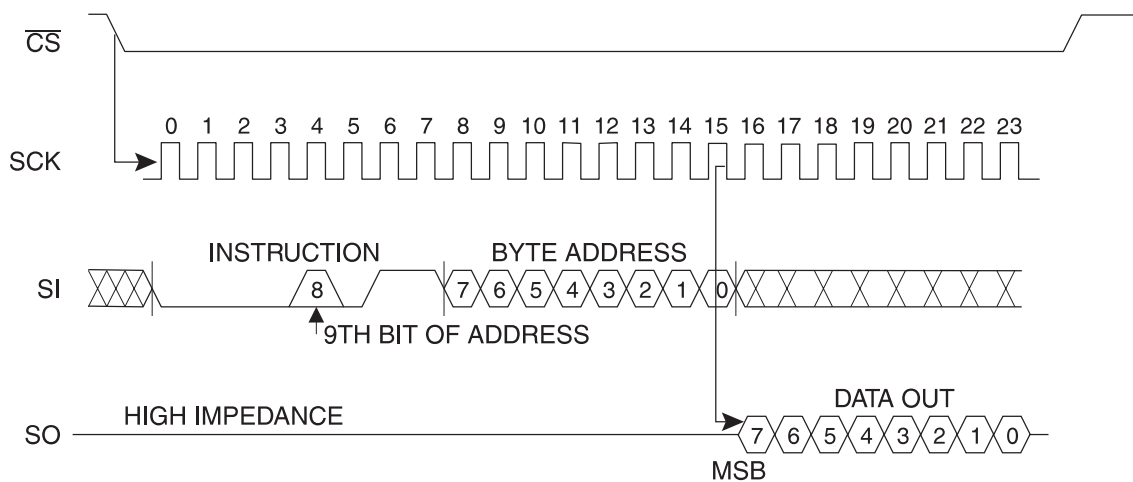 CS
0 1 2 3 4 5 6 7 8 9 10 11 12 13 14 15 16 17 18 19 20 21 22 23
SCK
INSTRUCTION BYTE ADDRESS
SI 8 7 6 5 4 3 2 1 0
9TH BIT OF ADDRESS
HIGH IMPEDANCE DATA OUT
SO 7 6 5 4 3 2 1 0
MSB